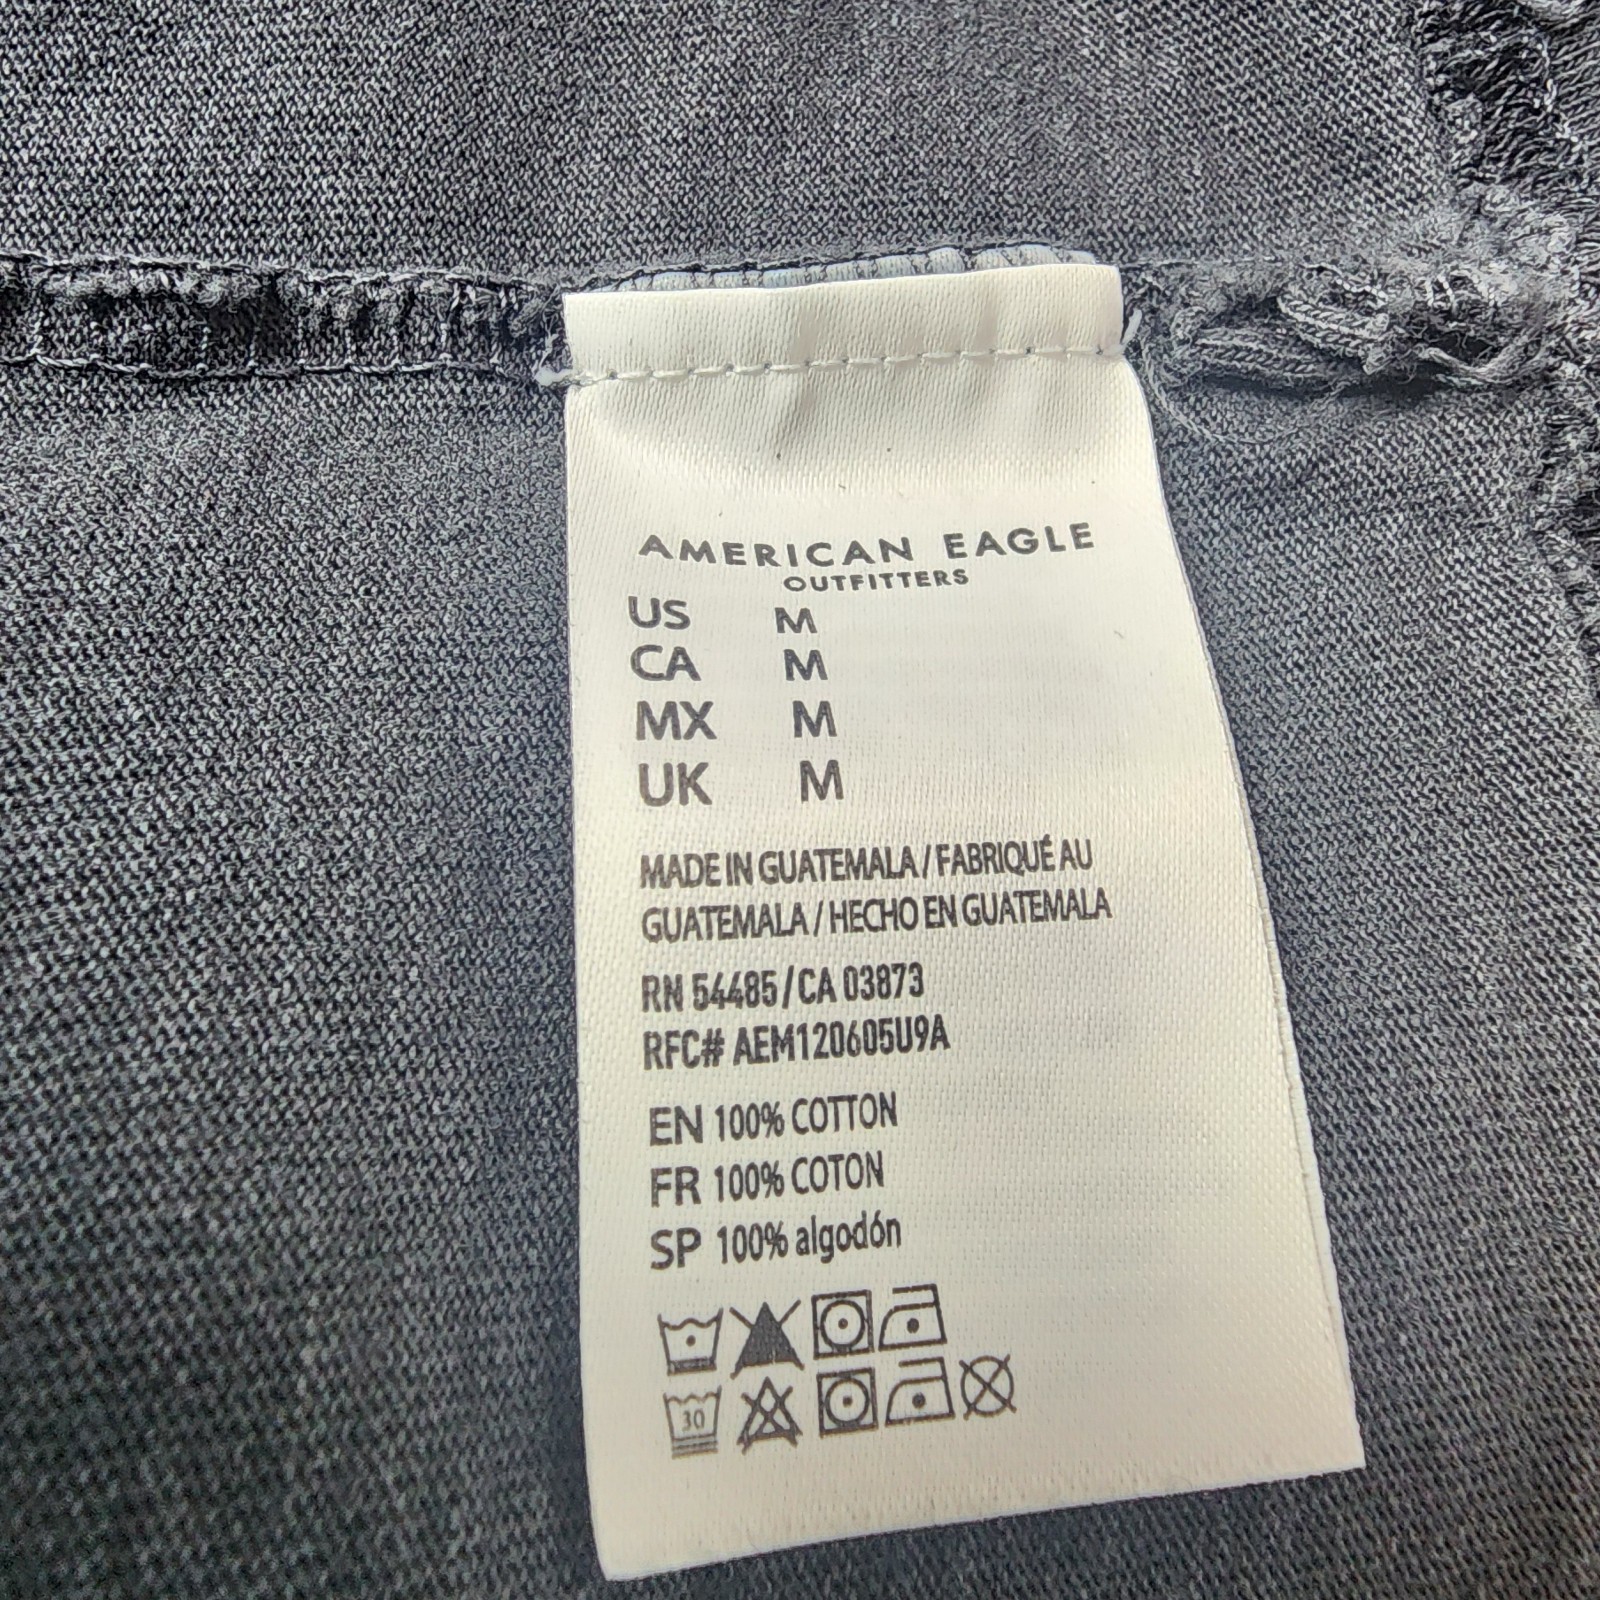 AMERICAN EAGLE
OUTFITTERS
US M
CA M
MX M
UK M
MADE IN GUATEMALA / FABRIQUÉ AU
GUATEMALA / HECHO EN GUATEMALA
RN 54485 / CA 03873
RFC# AEM120605U9A
EN 100% COTTON
FR 100% COTON
SP 100% algodón
30